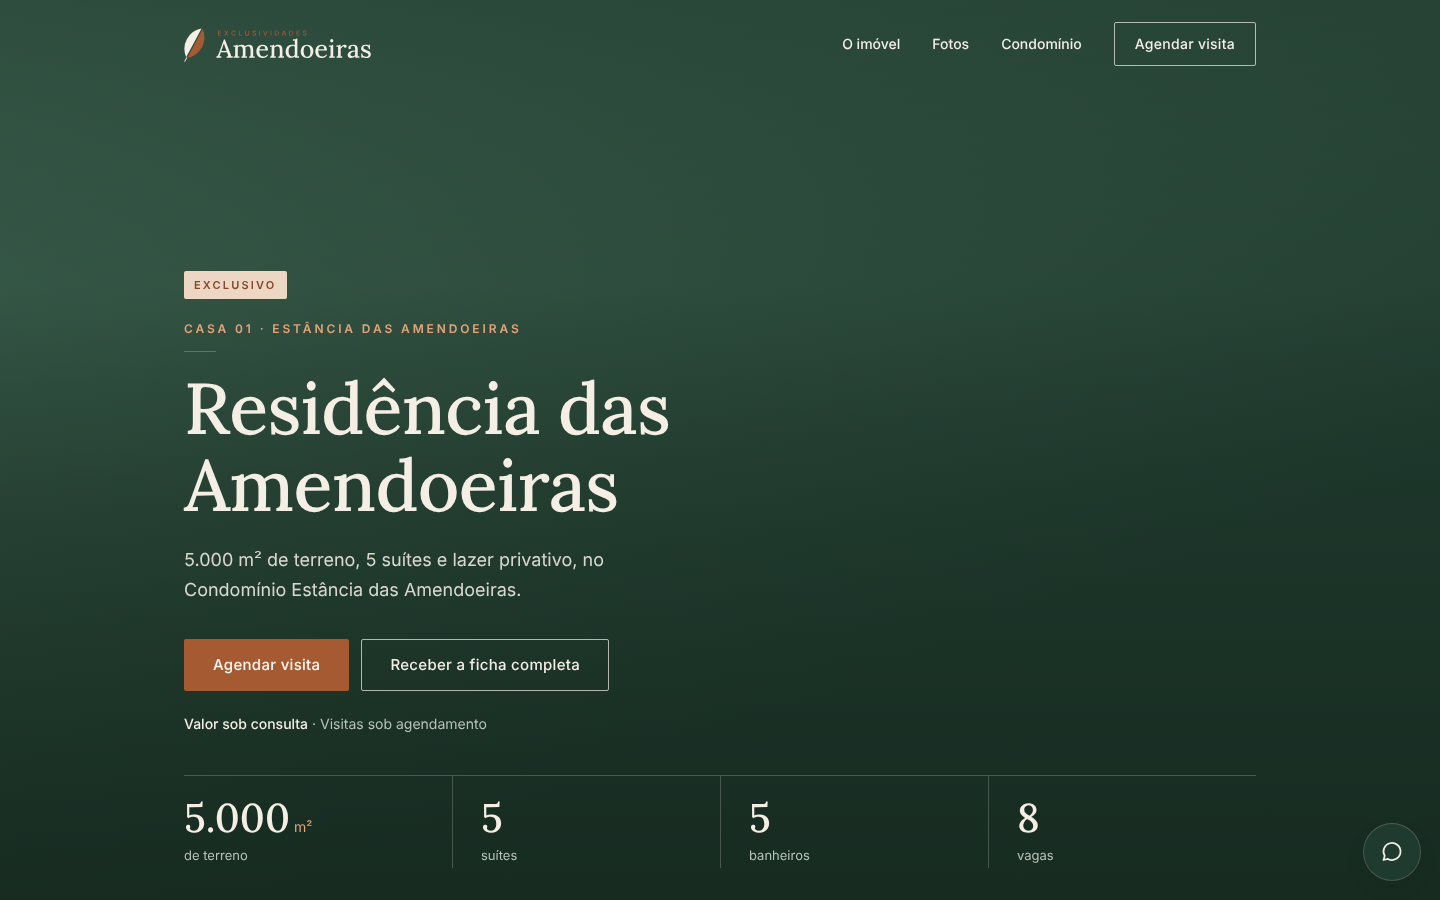 EXCLUSIVIDADES
Amendoeiras
O imóvel
Fotos
Condomínio
Agendar visita
EXCLUSIVO
CASA 01 · ESTÂNCIA DAS AMENDOEIRAS
Residência das
Amendoeiras
5.000 m² de terreno, 5 suítes e lazer privativo, no
Condomínio Estância das Amendoeiras.
Agendar visita
Receber a ficha completa
Valor sob consulta · Visitas sob agendamento
5.000 m²
de terreno
5
suítes
5
banheiros
8
vagas